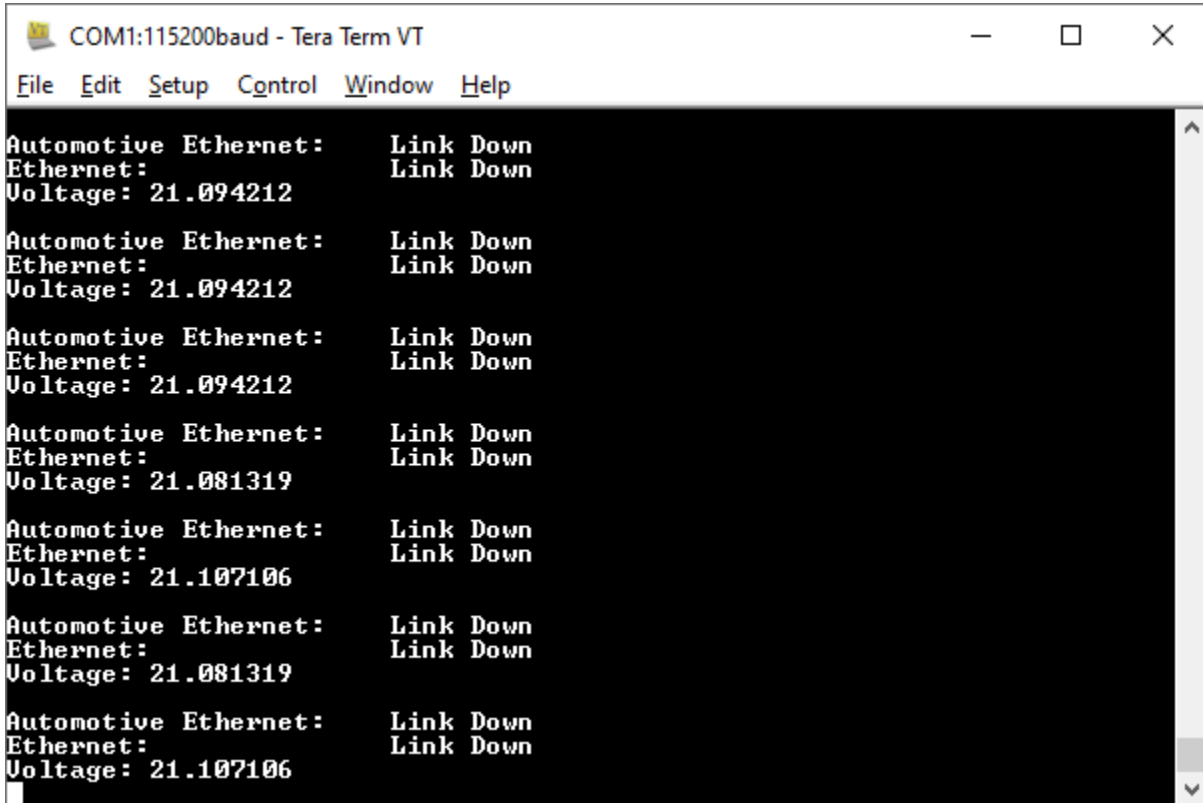 COM1:115200baud - Tera Term VT
File Edit Setup Control Window Help
Automotive Ethernet: Link Down
Ethernet: Link Down
Voltage: 21.094212
Automotive Ethernet: Link Down
Ethernet: Link Down
Voltage: 21.094212
Automotive Ethernet: Link Down
Ethernet: Link Down
Voltage: 21.094212
Automotive Ethernet: Link Down
Ethernet: Link Down
Voltage: 21.081319
Automotive Ethernet: Link Down
Ethernet: Link Down
Voltage: 21.107106
Automotive Ethernet: Link Down
Ethernet: Link Down
Voltage: 21.081319
Automotive Ethernet: Link Down
Ethernet: Link Down
Voltage: 21.107106